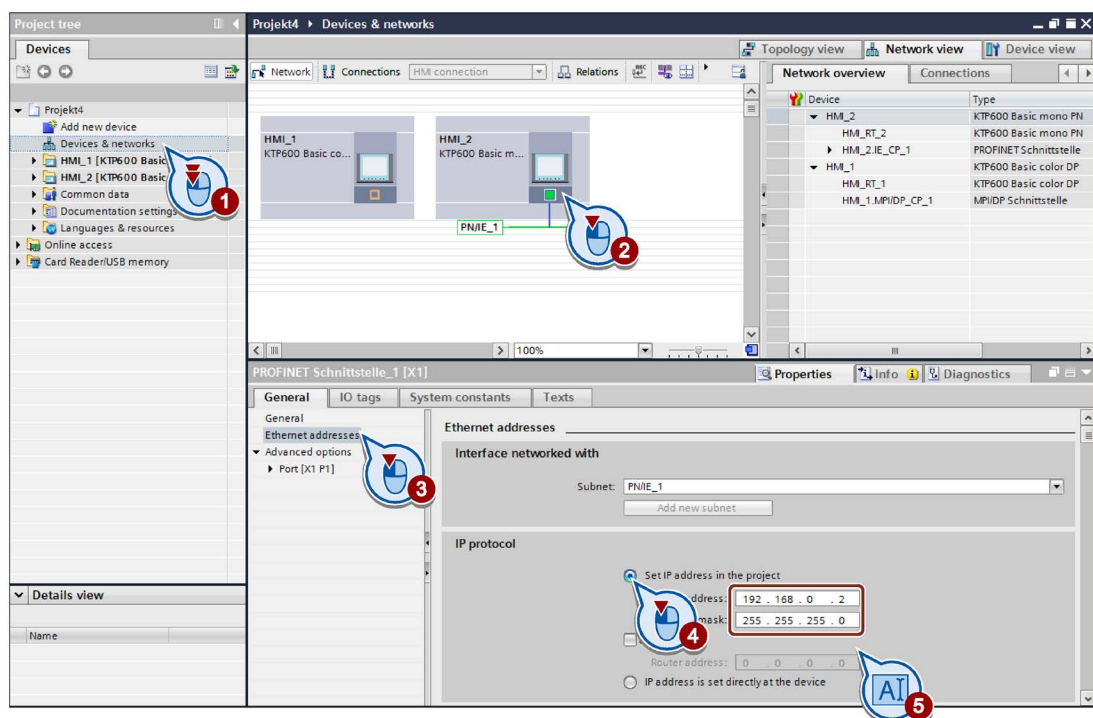 Project tree
Devices
Projekt4
Add new device
Devices & networks
HMI_1 [KTP600 Basic
HMI_2 [KTP600 Basic
Common data
Documentation settings
Languages & resources
Online access
Card Reader/USB memory
1
Details view
Name
Projekt4 Devices & networks
Topology view Network view Device view
Network Connections HMI connection Relations
HMI_1
KTP600 Basic co...
HMI_2
KTP600 Basic m...
PN/IE_1
2
100%
Network overview Connections
Device Type
HMI_2 KTP600 Basic mono PN
HMI_RT_2 KTP600 Basic mono PN
HMI_2.IE_CP_1 PROFINET Schnittstelle
HMI_1 KTP600 Basic color DP
HMI_RT_1 KTP600 Basic color DP
HMI_1.MPI/DP_CP_1 MPI/DP Schnittstelle
PROFINET Schnittstelle_1 [X1]
Properties Info Diagnostics
General IO tags System constants Texts
General
Ethernet addresses
Advanced options
Port [X1 P1]
3
Ethernet addresses
Interface networked with
Subnet: PN/IE_1
Add new subnet
IP protocol
Set IP address in the project
ddress: 192 . 168 . 0 . 2
mask: 255 . 255 . 255 . 0
4
Router address: 0 . 0 . 0 . 0
IP address is set directly at the device
AI
5